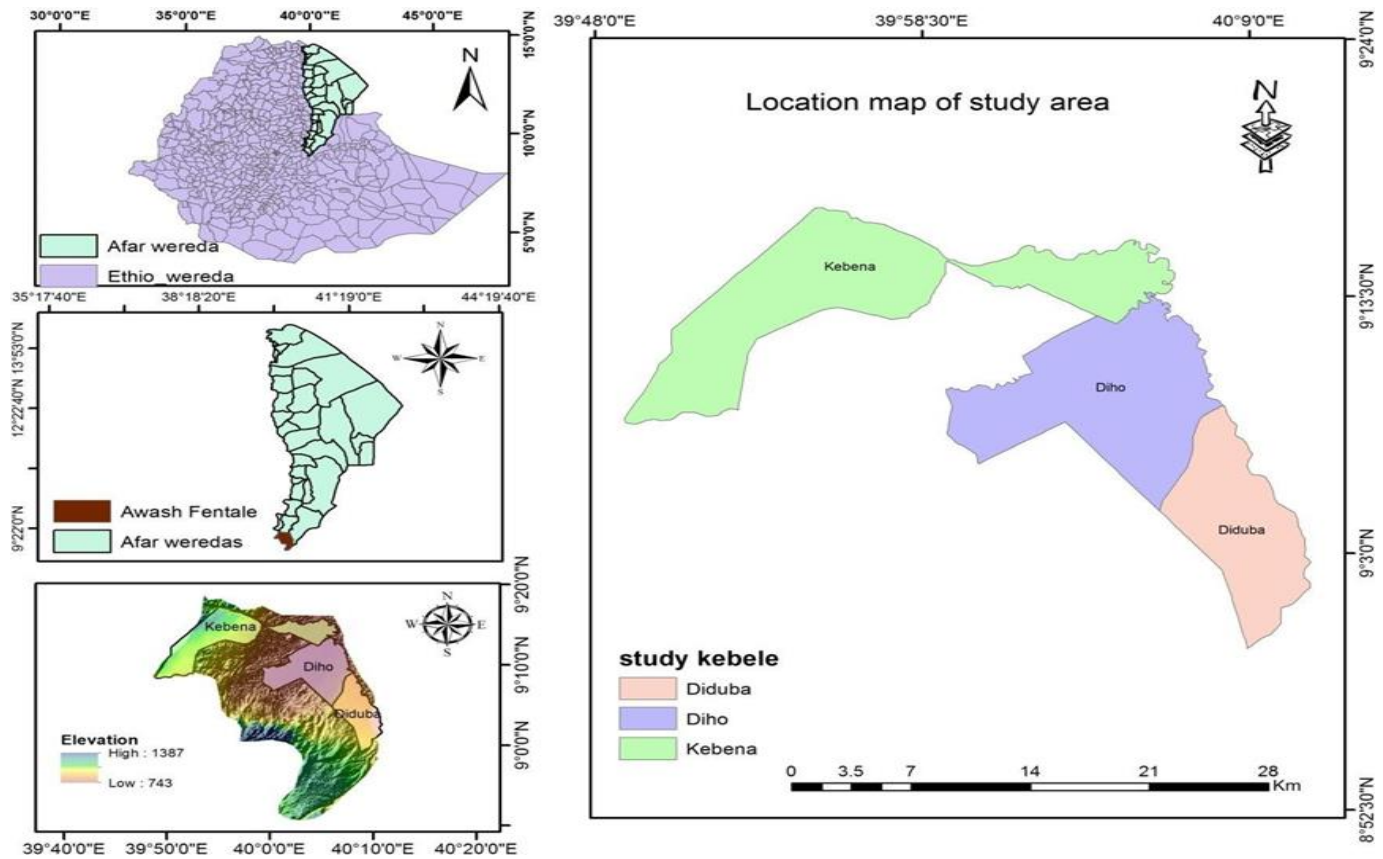 30°0'0"E 35°0'0"E 40°0'0"E 45°0'0"E
15°0'0"N
10°0'0"N
5°0'0"N
N
Afar wereda
Ethio_wereda
35°17'40"E 38°18'20"E 41°19'0"E 44°19'40"E
13°53'0"N
12°22'40"N
9°22'0"N
N
W E
S
Awash Fentale
Afar weredas
9°20'0"N
9°10'0"N
9°0'0"N
N
W E
S
Kebena
Diho
Diduba
Elevation
High : 1387
Low : 743
39°40'0"E 39°50'0"E 40°0'0"E 40°10'0"E 40°20'0"E
39°48'0"E 39°58'30"E 40°9'0"E
9°24'0"N
9°13'30"N
9°3'0"N
8°52'30"N
Location map of study area
N
Kebena
Diho
Diduba
study kebele
Diduba
Diho
Kebena
0 3.5 7 14 21 28
Km